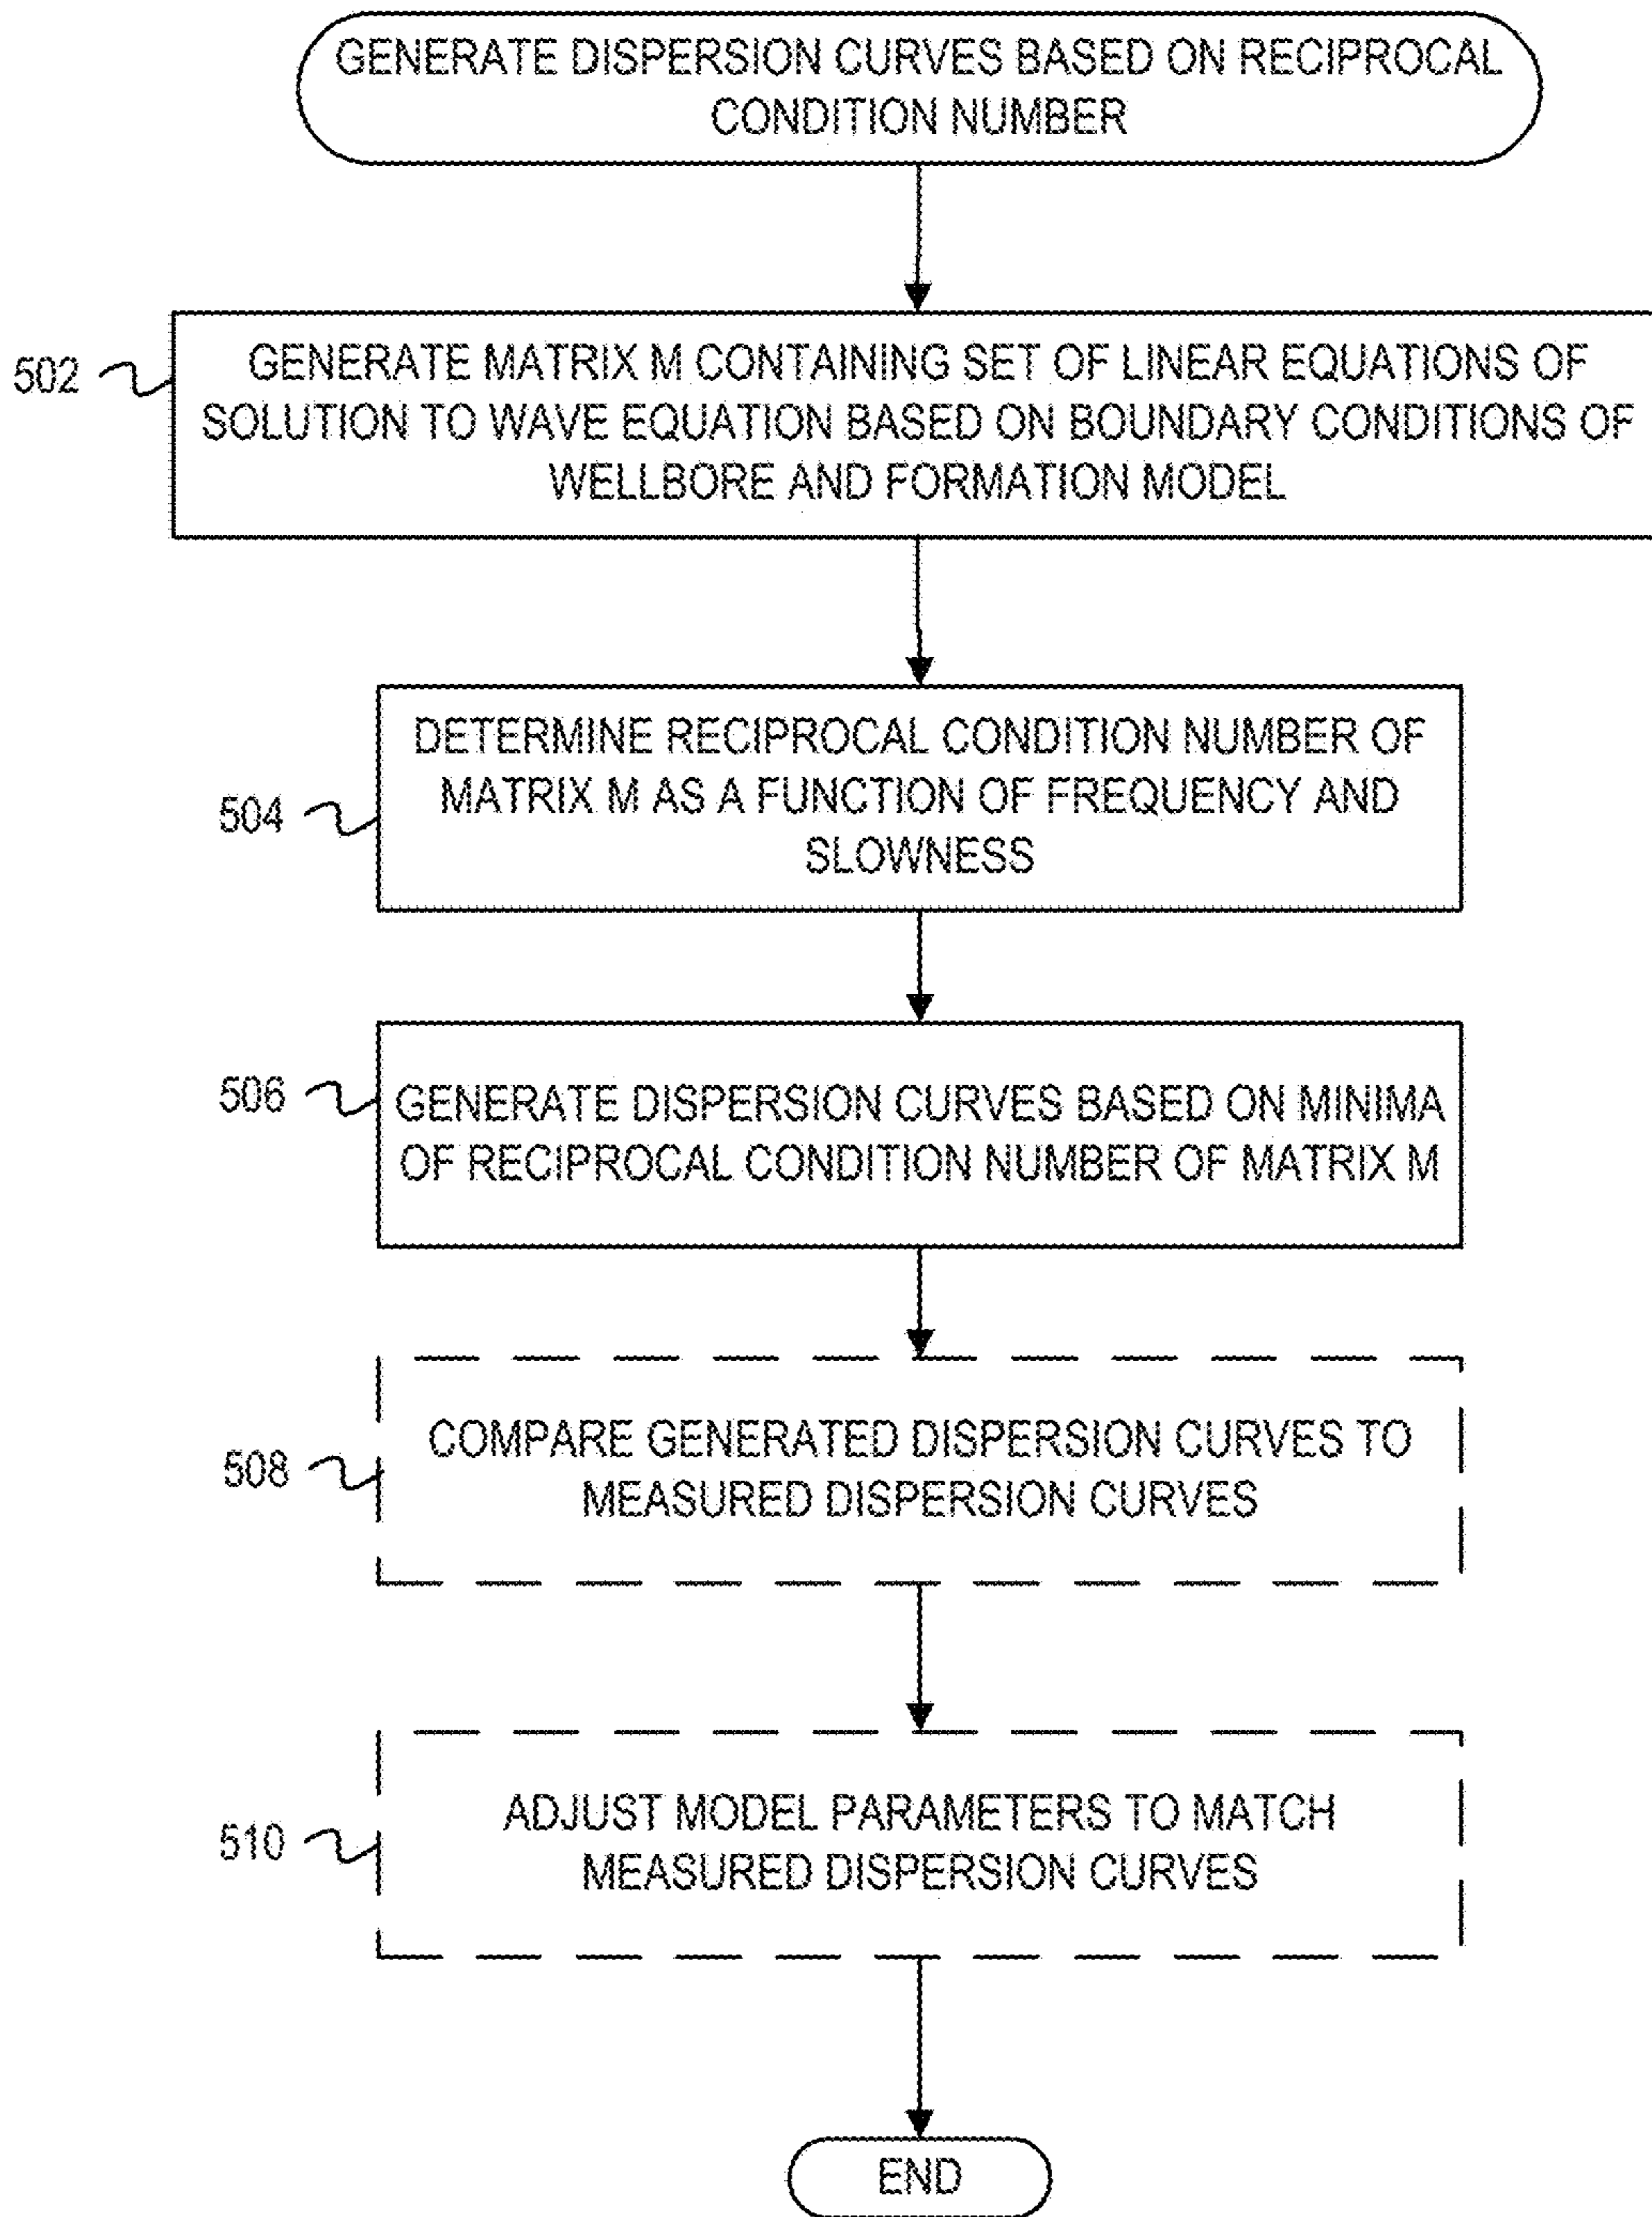 GENERATE DISPERSION CURVES BASED ON RECIPROCAL
CONDITION NUMBER
502
GENERATE MATRIX M CONTAINING SET OF LINEAR EQUATIONS OF
SOLUTION TO WAVE EQUATION BASED ON BOUNDARY CONDITIONS OF
WELLBORE AND FORMATION MODEL
504
DETERMINE RECIPROCAL CONDITION NUMBER OF
MATRIX M AS A FUNCTION OF FREQUENCY AND
SLOWNESS
506
GENERATE DISPERSION CURVES BASED ON MINIMA
OF RECIPROCAL CONDITION NUMBER OF MATRIX M
508
COMPARE GENERATED DISPERSION CURVES TO
MEASURED DISPERSION CURVES
510
ADJUST MODEL PARAMETERS TO MATCH
MEASURED DISPERSION CURVES
END